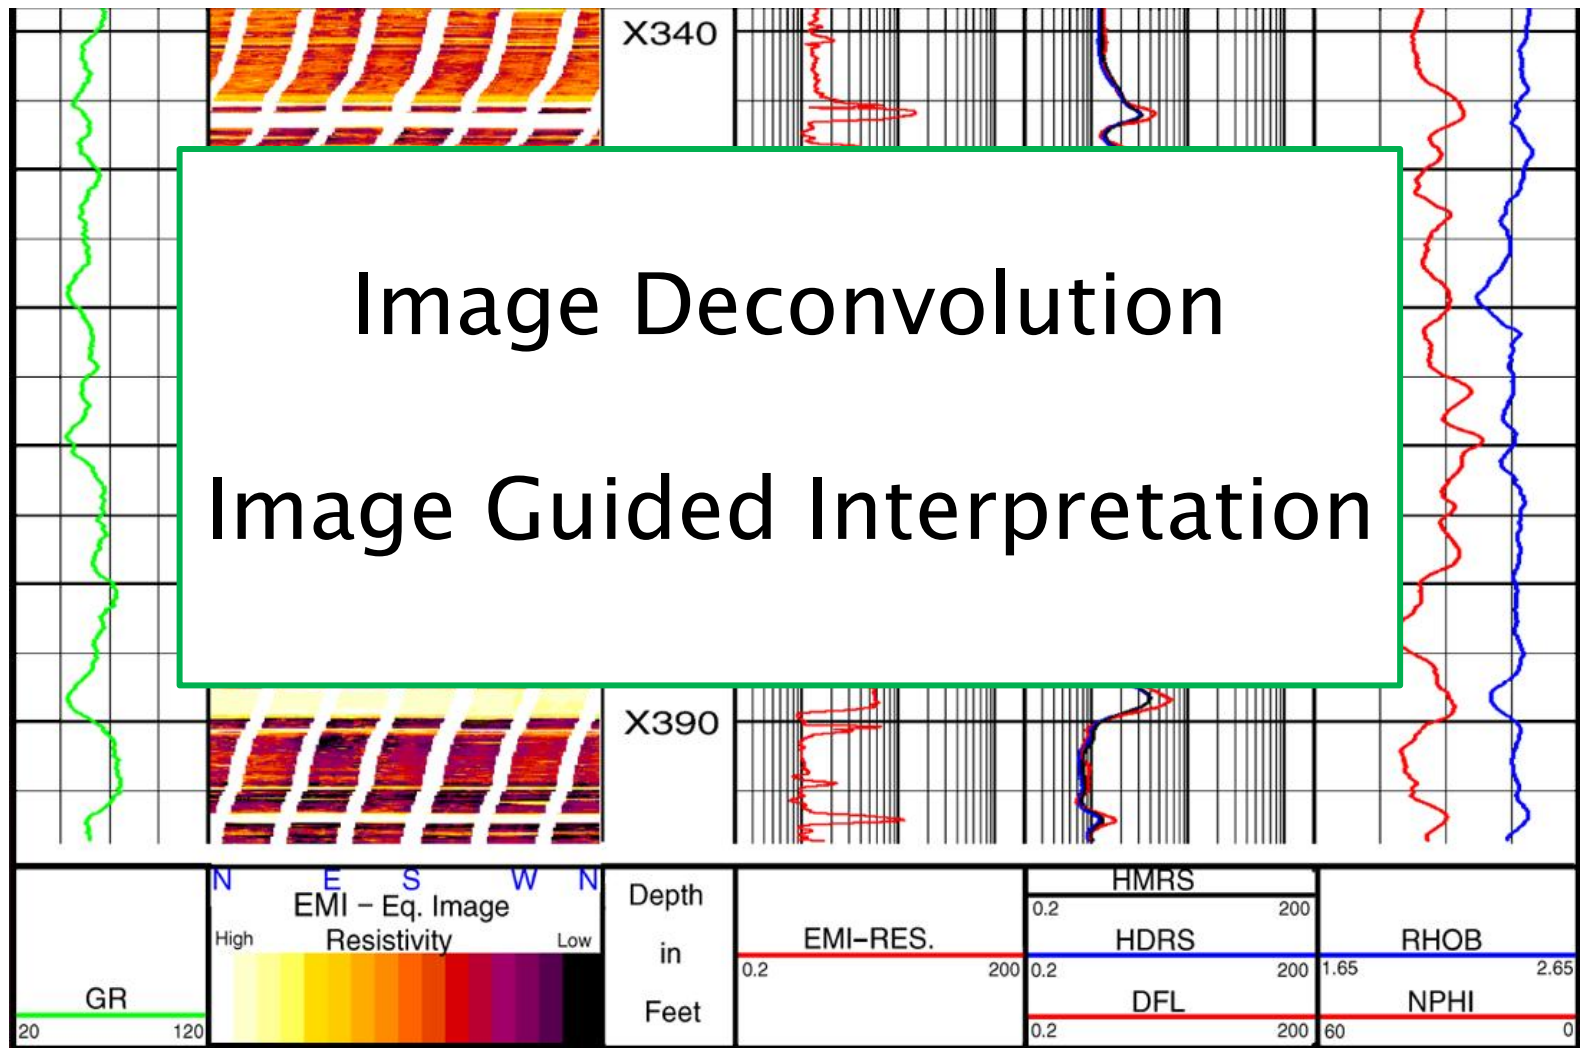 X340
Image Deconvolution
Image Guided Interpretation
X390
N E S W N
EMI – Eq. Image
High Resistivity Low
GR
20 120
Depth
in
Feet
EMI–RES.
0.2 200
HMRS
0.2 200
HDRS
0.2 200
DFL
0.2 200
RHOB
1.65 2.65
NPHI
60 0